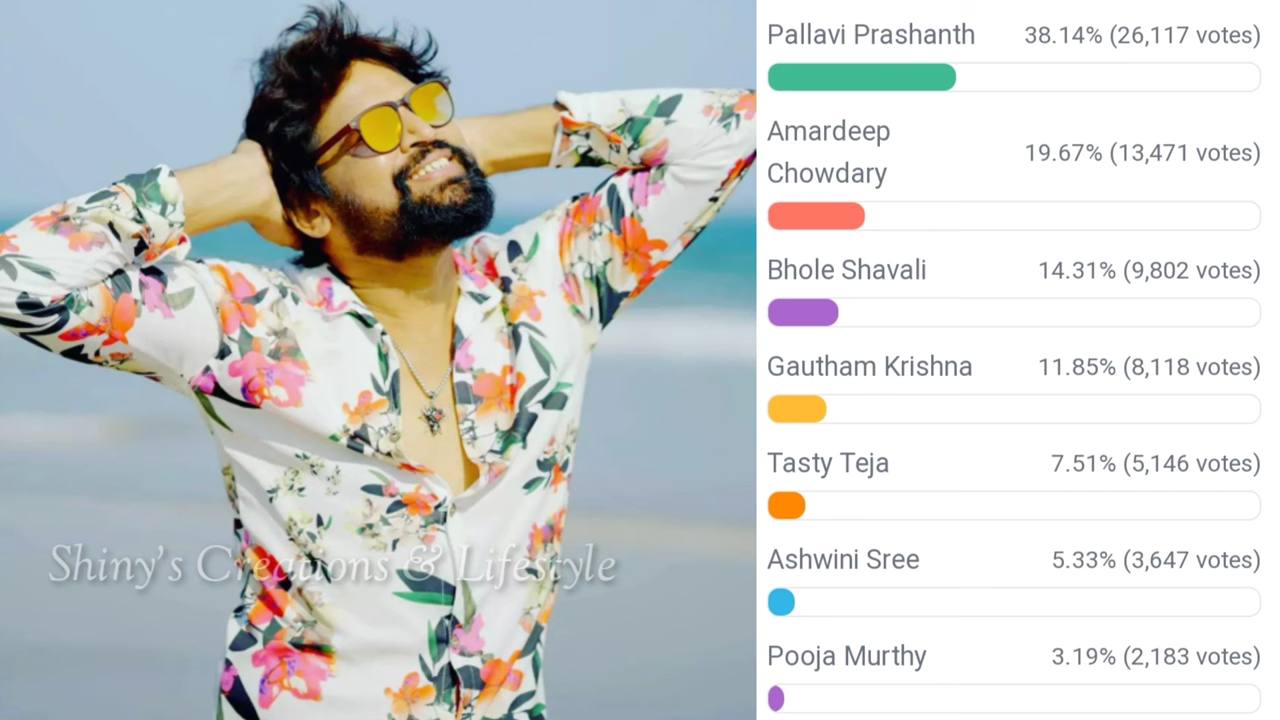 Pallavi Prashanth 38.14% (26,117 votes)
Amardeep
Chowdary 19.67% (13,471 votes)
Bhole Shavali 14.31% (9,802 votes)
Gautham Krishna 11.85% (8,118 votes)
Tasty Teja 7.51% (5,146 votes)
Ashwini Sree 5.33% (3,647 votes)
Pooja Murthy 3.19% (2,183 votes)
Shiny's Creations & Lifestyle